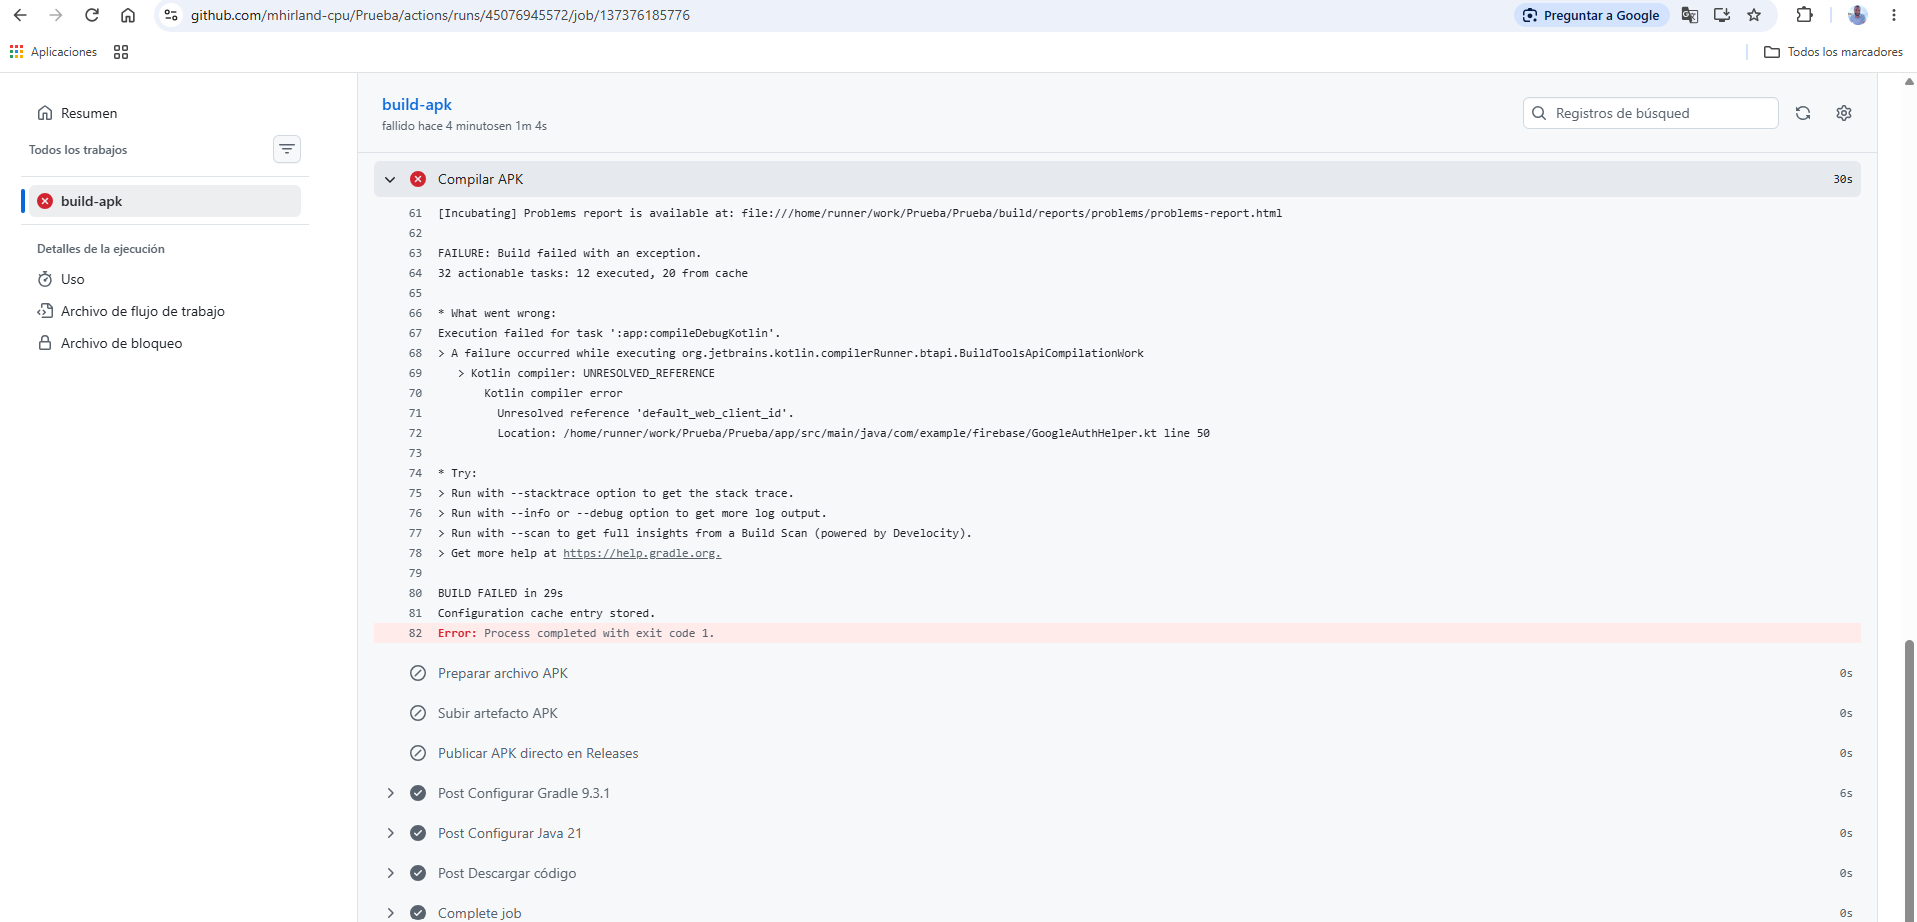 github.com/mhirland-cpu/Prueba/actions/runs/45076945572/job/137376185776
Preguntar a Google
Aplicaciones
Todos los marcadores
Resumen
Todos los trabajos
build-apk
Detalles de la ejecución
Uso
Archivo de flujo de trabajo
Archivo de bloqueo
build-apk
fallido hace 4 minutosen 1m 4s
Registros de búsqued
Compilar APK 30s
61 [Incubating] Problems report is available at: file:///home/runner/work/Prueba/Prueba/build/reports/problems/problems-report.html
62
63 FAILURE: Build failed with an exception.
64 32 actionable tasks: 12 executed, 20 from cache
65
66 * What went wrong:
67 Execution failed for task ':app:compileDebugKotlin'.
68 > A failure occurred while executing org.jetbrains.kotlin.compilerRunner.btapi.BuildToolsApiCompilationWork
69 > Kotlin compiler: UNRESOLVED_REFERENCE
70 Kotlin compiler error
71 Unresolved reference 'default_web_client_id'.
72 Location: /home/runner/work/Prueba/Prueba/app/src/main/java/com/example/firebase/GoogleAuthHelper.kt line 50
73
74 * Try:
75 > Run with --stacktrace option to get the stack trace.
76 > Run with --info or --debug option to get more log output.
77 > Run with --scan to get full insights from a Build Scan (powered by Develocity).
78 > Get more help at https://help.gradle.org.
79
80 BUILD FAILED in 29s
81 Configuration cache entry stored.
82 Error: Process completed with exit code 1.
Preparar archivo APK 0s
Subir artefacto APK 0s
Publicar APK directo en Releases 0s
Post Configurar Gradle 9.3.1 6s
Post Configurar Java 21 0s
Post Descargar código 0s
Complete job 0s